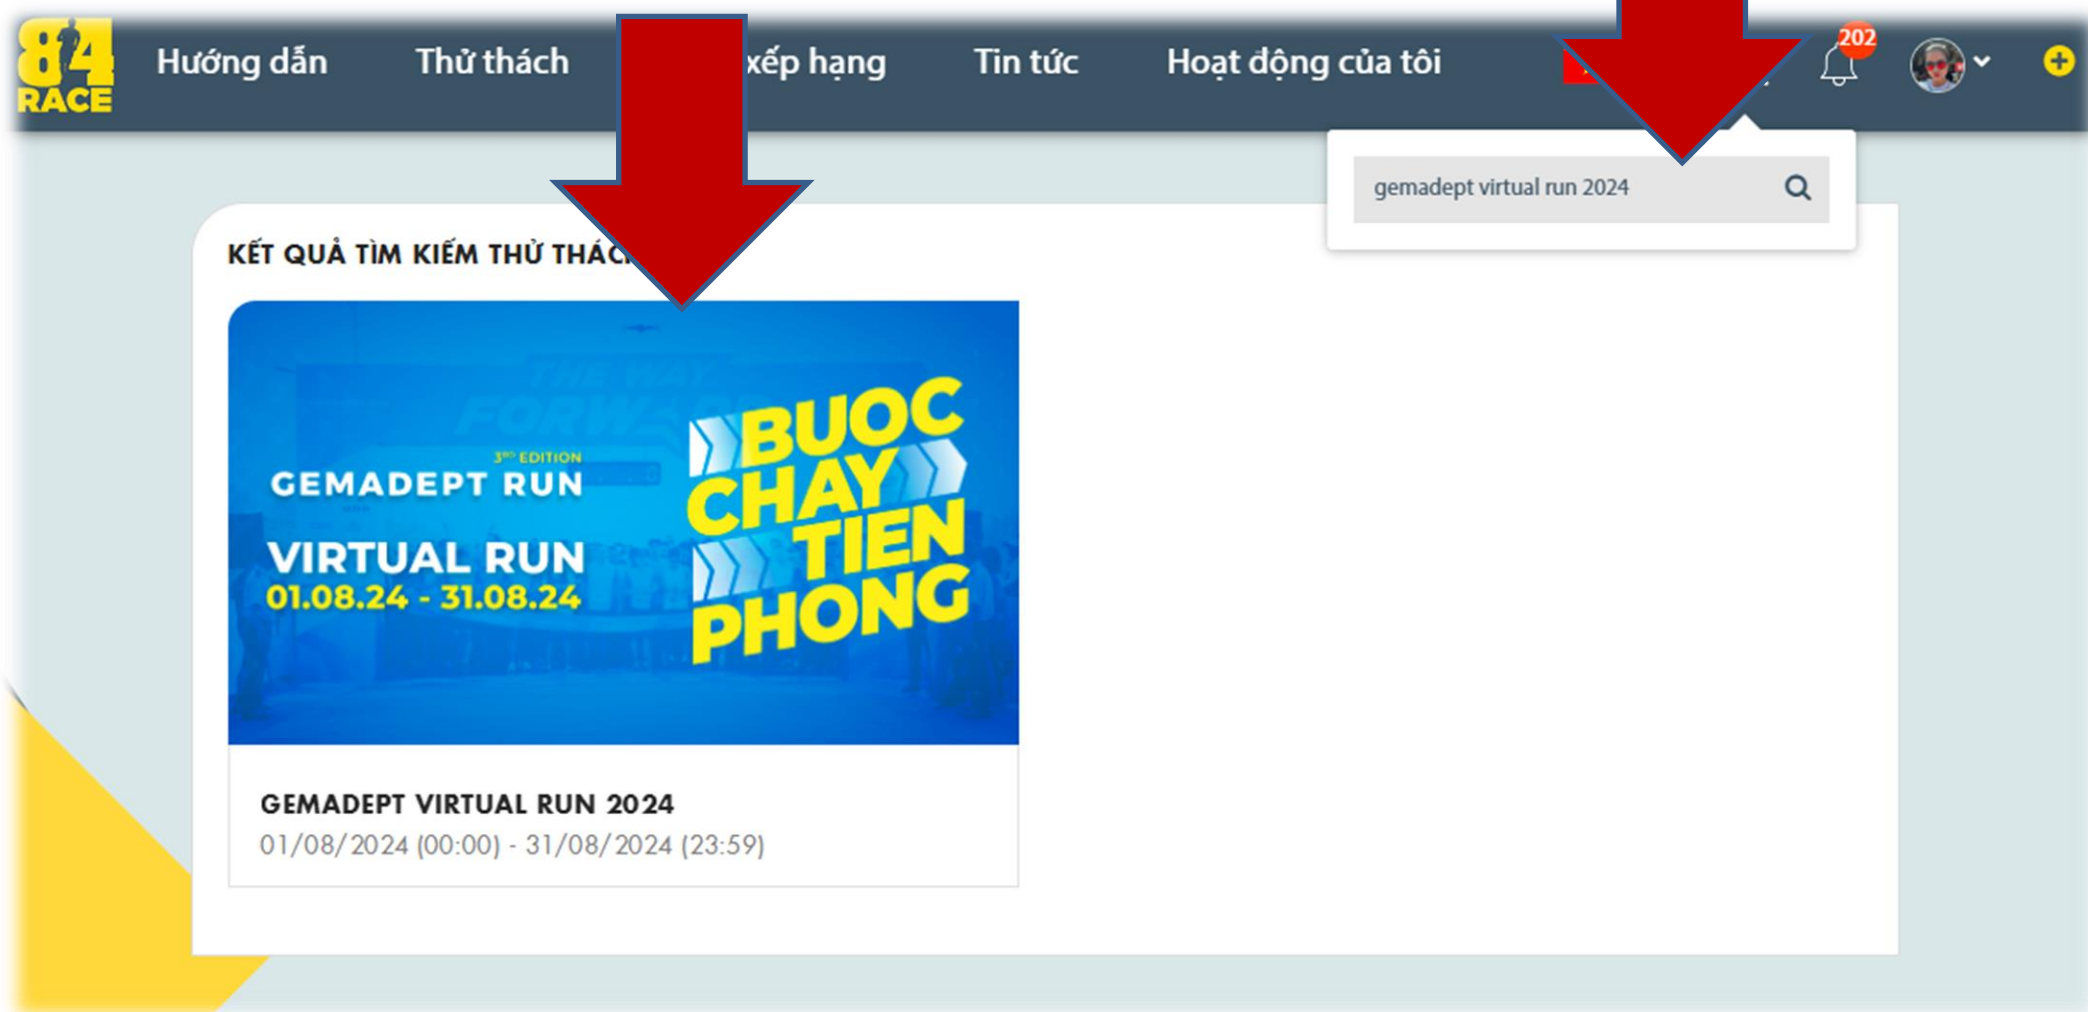 84
RACE
Hướng dẫn
Thử thách
xếp hạng
Tin tức
Hoạt động của tôi
202
gemadept virtual run 2024
KẾT QUẢ TÌM KIẾM THỬ
THE WAY
3RD EDITION
GEMADEPT RUN
VIRTUAL RUN
01.08.24 - 31.08.24
BUOC
CHAY
TIEN
PHONG
GEMADEPT VIRTUAL RUN 2024
01/08/2024 (00:00) - 31/08/2024 (23:59)